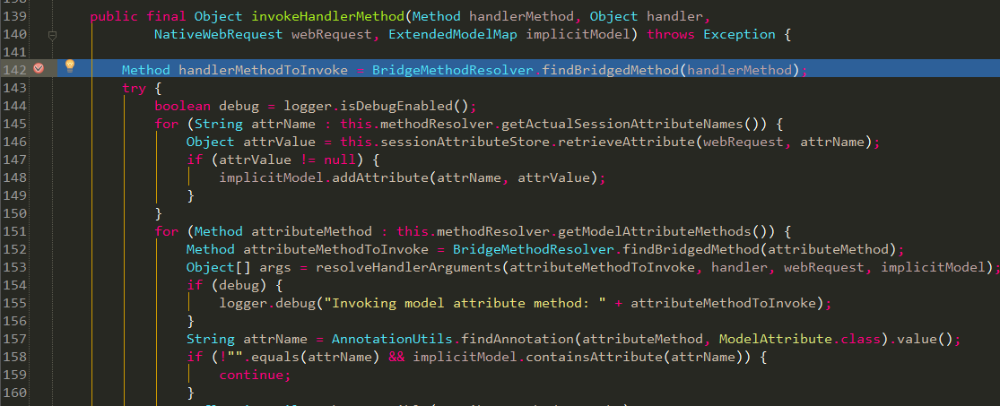 139 public final Object invokeHandlerMethod(Method handlerMethod, Object handler,
140 NativeWebRequest webRequest, ExtendedModelMap implicitModel) throws Exception {
141
142 Method handlerMethodToInvoke = BridgeMethodResolver.findBridgedMethod(handlerMethod);
143 try {
144 boolean debug = logger.isDebugEnabled();
145 for (String attrName : this.methodResolver.getActualSessionAttributeNames()) {
146 Object attrValue = this.sessionAttributeStore.retrieveAttribute(webRequest, attrName);
147 if (attrValue != null) {
148 implicitModel.addAttribute(attrName, attrValue);
149 }
150 }
151 for (Method attributeMethod : this.methodResolver.getModelAttributeMethods()) {
152 Method attributeMethodToInvoke = BridgeMethodResolver.findBridgedMethod(attributeMethod);
153 Object[] args = resolveHandlerArguments(attributeMethodToInvoke, handler, webRequest, implicitModel);
154 if (debug) {
155 logger.debug("Invoking model attribute method: " + attributeMethodToInvoke);
156 }
157 String attrName = AnnotationUtils.findAnnotation(attributeMethod, ModelAttribute.class).value();
158 if (!"".equals(attrName) && implicitModel.containsAttribute(attrName)) {
159 continue;
160 }